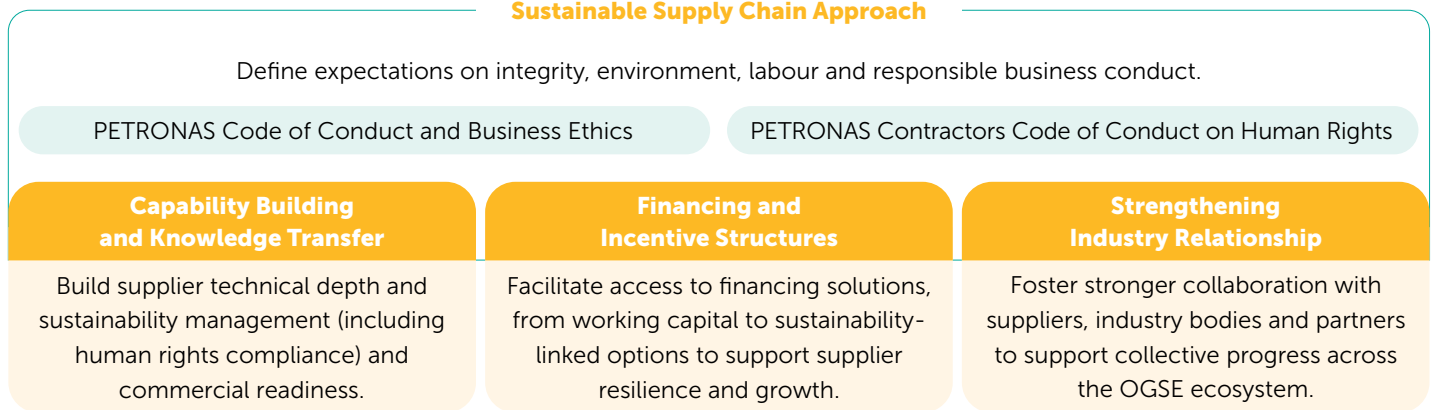 Sustainable Supply Chain Approach
Define expectations on integrity, environment, labour and responsible business conduct.
PETRONAS Code of Conduct and Business Ethics
PETRONAS Contractors Code of Conduct on Human Rights
Capability Building
and Knowledge Transfer
Build supplier technical depth and
sustainability management (including
human rights compliance) and
commercial readiness.
Financing and
Incentive Structures
Facilitate access to financing solutions,
from working capital to sustainability-
linked options to support supplier
resilience and growth.
Strengthening
Industry Relationship
Foster stronger collaboration with
suppliers, industry bodies and partners
to support collective progress across
the OGSE ecosystem.